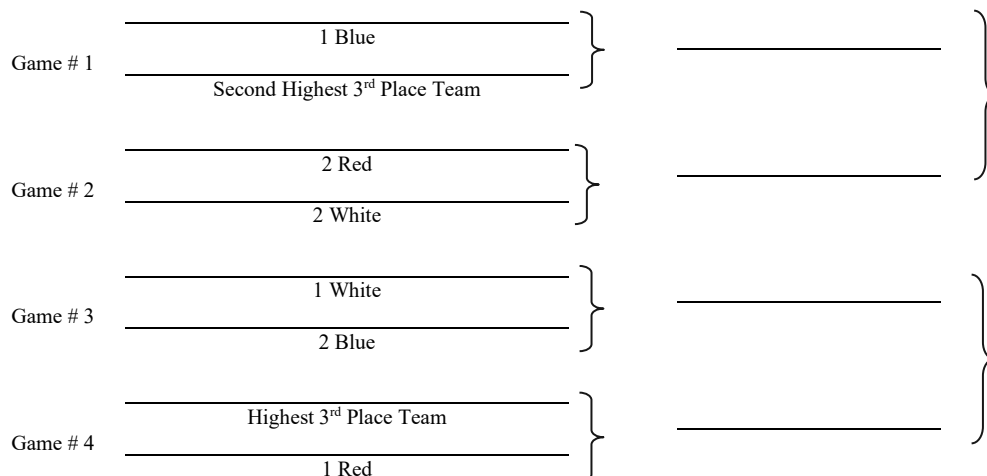 1 Blue
Game # 1
Second Highest 3rd Place Team
2 Red
Game # 2
2 White
1 White
Game # 3
2 Blue
Highest 3rd Place Team
Game # 4
1 Red